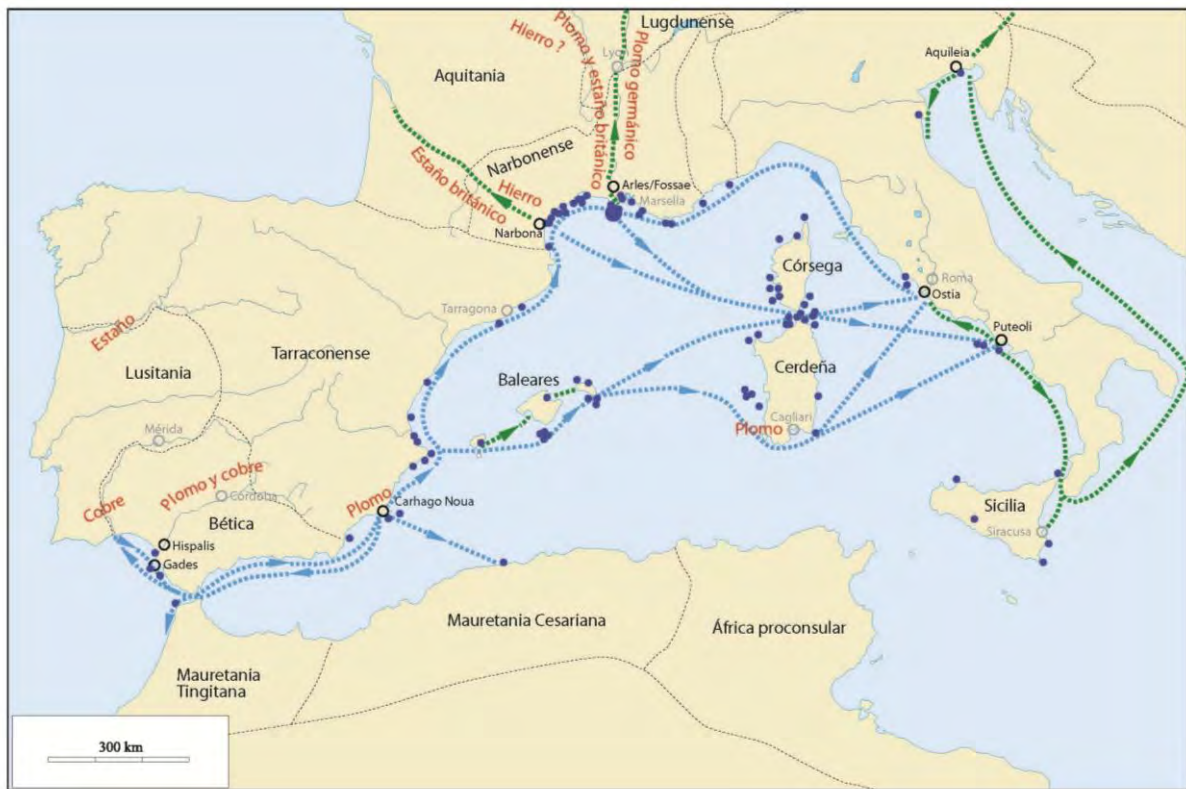 Lugdunense
Plomo y estaño británico
Hierro ?
Lyon
Plomo germánico
Aquitania
Aquileia
Narbonense
Estaño británico
Hierro
Arles/Fossae
Marsella
Narbona
Córsega
Roma
Ostia
Tarragona
Estaño
Puteoli
Tarraconense
Lusitania
Baleares
Cerdeña
Mérida
Cagliari
Plomo
Plomo y cobre
Córdoba
Cobre
Plomo
Carhago Noua
Sicilia
Bética
Siracusa
Hispalis
Gades
Mauretania Cesariana
África proconsular
Mauretania
Tingitana
300 km